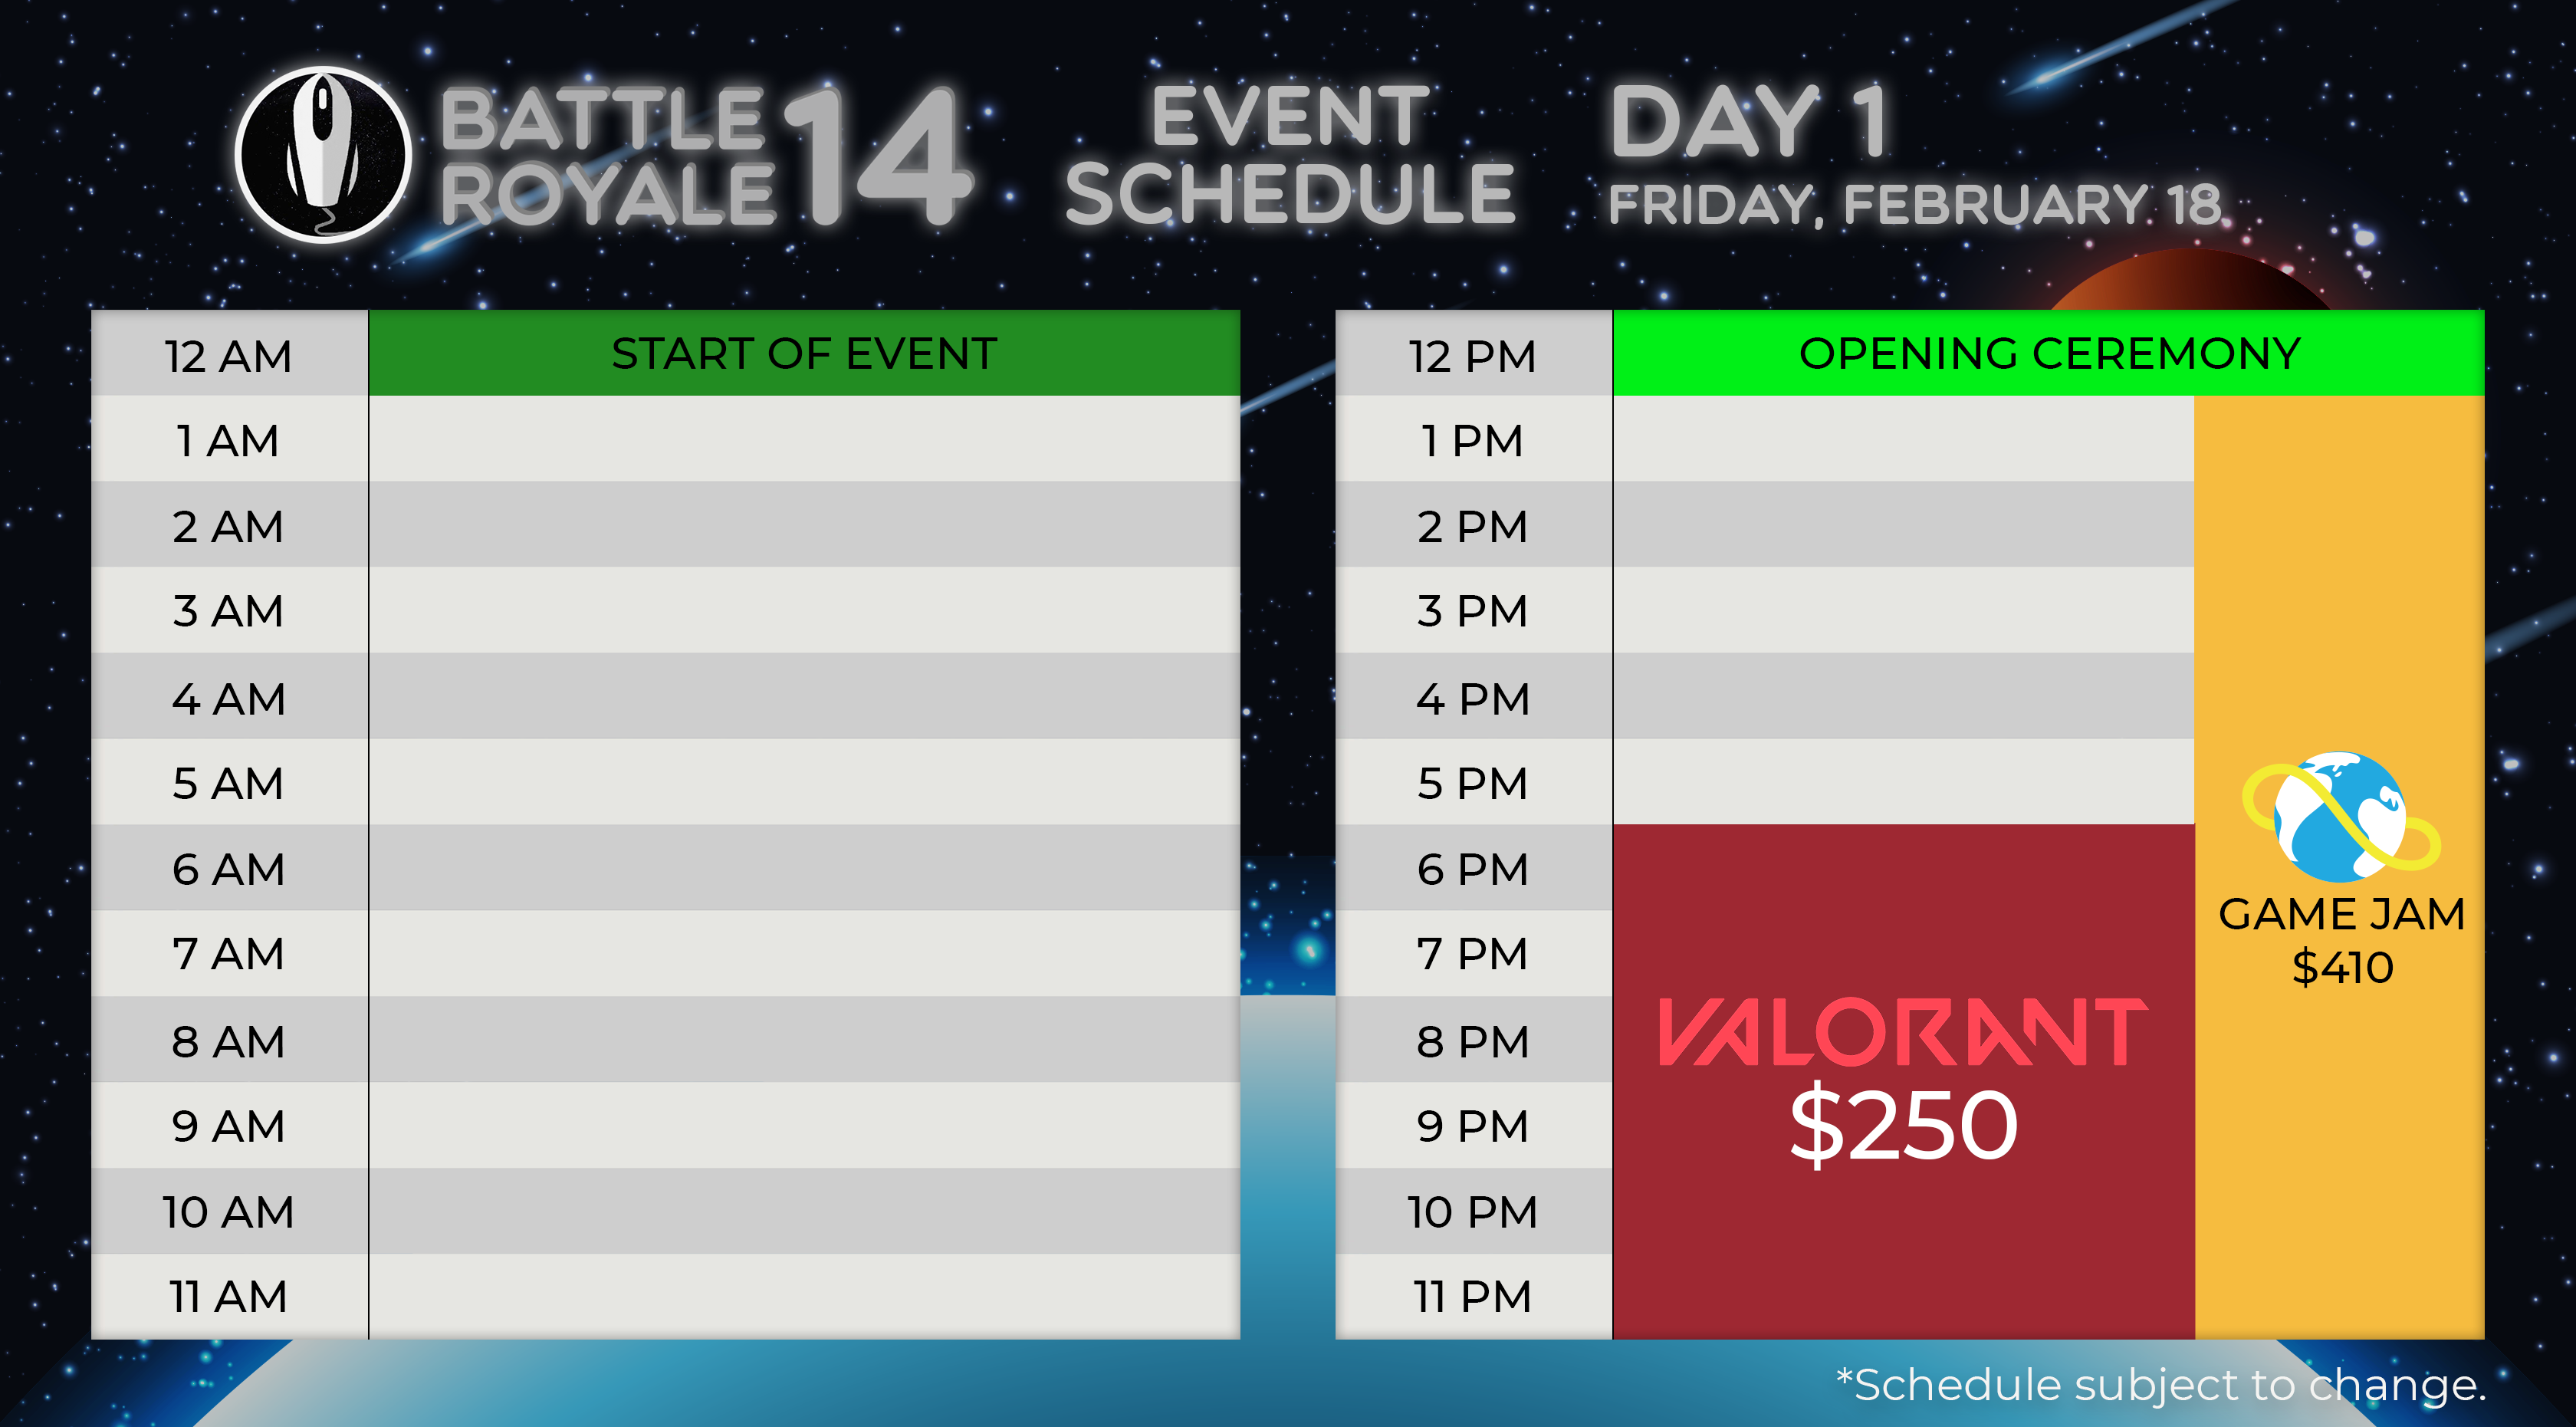 BATTLE
ROYALE
14
EVENT
SCHEDULE
DAY 1
FRIDAY, FEBRUARY 18
12 AM START OF EVENT
1 AM
2 AM
3 AM
4 AM
5 AM
6 AM
7 AM
8 AM
9 AM
10 AM
11 AM
12 PM OPENING CEREMONY
1 PM
2 PM
3 PM
4 PM
5 PM
6 PM
7 PM
8 PM
9 PM
10 PM
11 PM
VALORANT
$250
GAME JAM
$410
*Schedule subject to change.